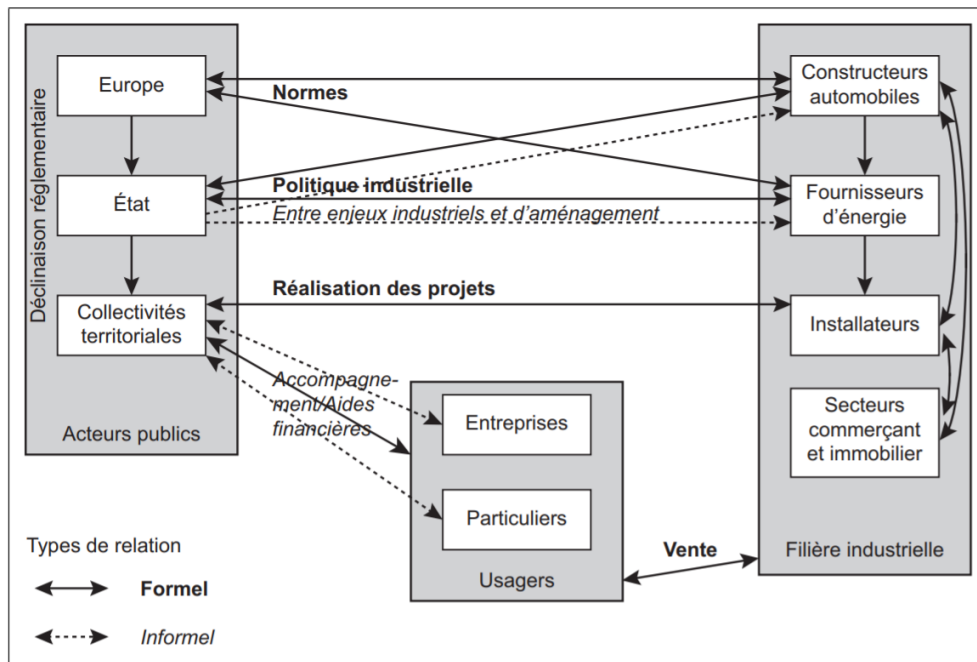 Déclinaison réglementaire
Europe
État
Collectivités
territoriales
Acteurs publics
Normes
Politique industrielle
Entre enjeux industriels et d’aménagement
Réalisation des projets
Accompagne-
ment/Aides
financières
Constructeurs
automobiles
Fournisseurs
d’énergie
Installateurs
Secteurs
commerçant
et immobilier
Filière industrielle
Entreprises
Particuliers
Usagers
Vente
Types de relation
Formel
Informel